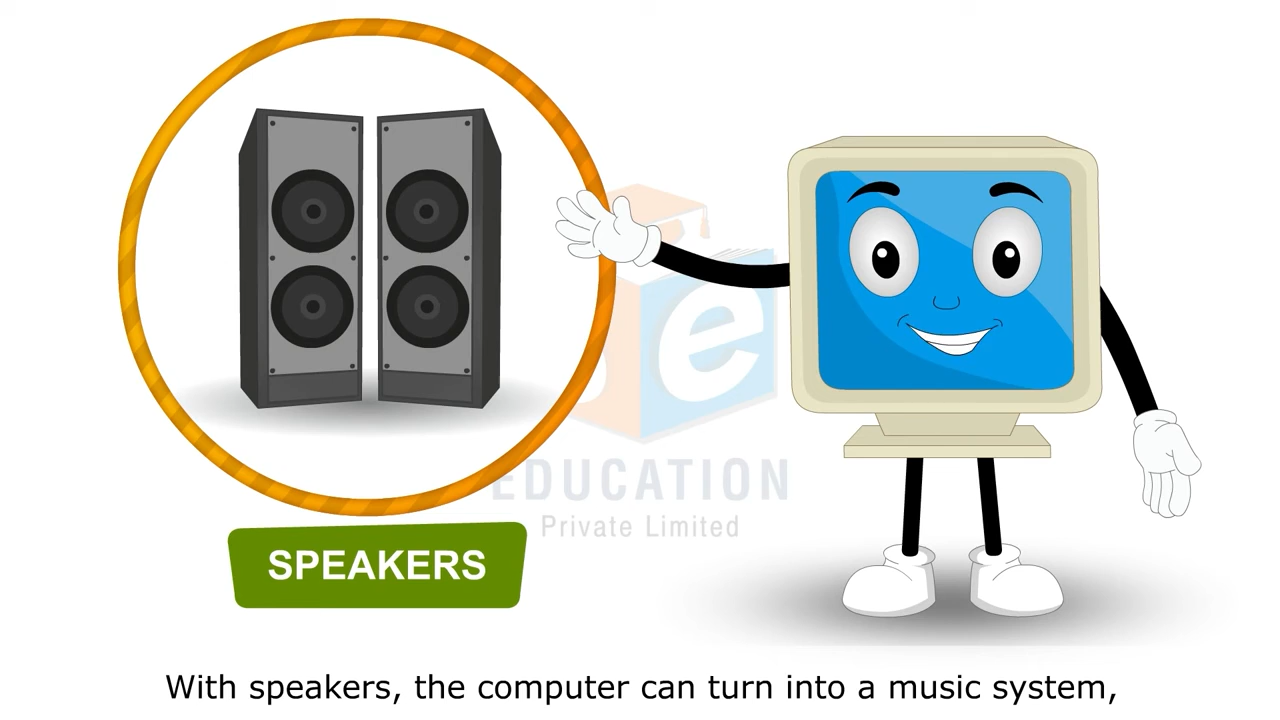 e
EDUCATION
Private Limited
SPEAKERS
With speakers, the computer can turn into a music system,